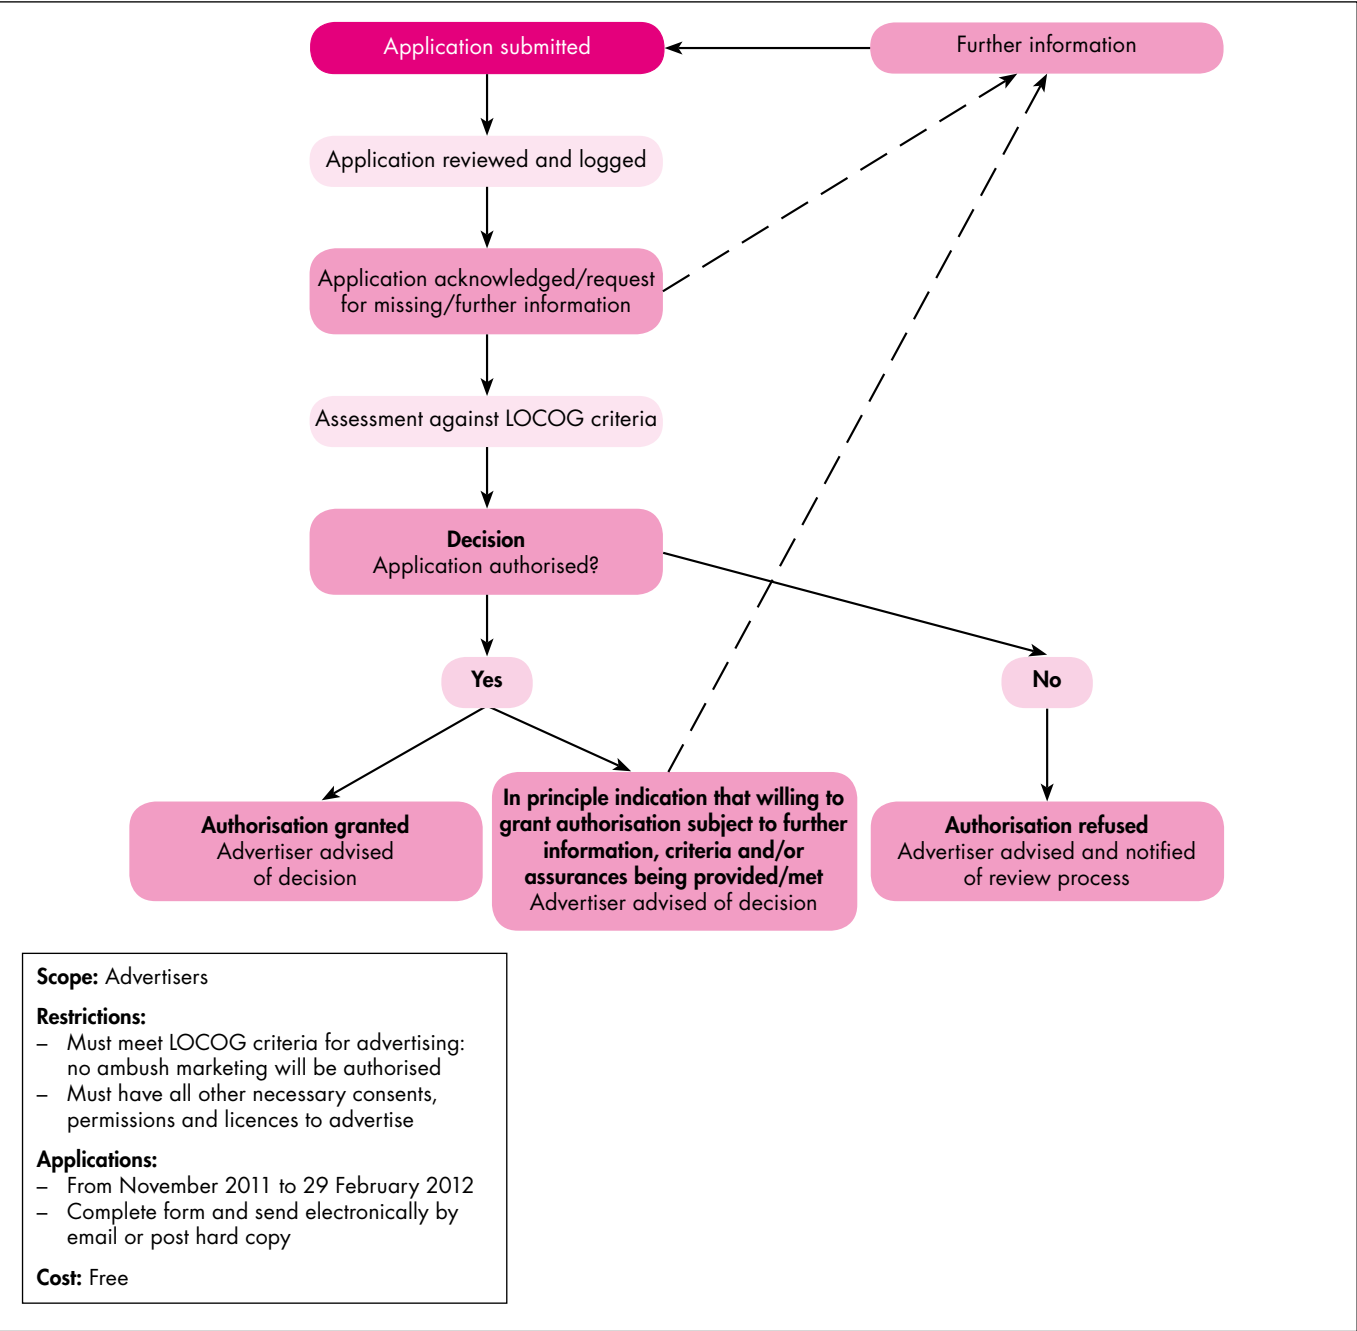 Application submitted
Further information
Application reviewed and logged
Application acknowledged/request
for missing/further information
Assessment against LOCOG criteria
Decision
Application authorised?
Yes
No
Authorisation granted
Advertiser advised
of decision
In principle indication that willing to
grant authorisation subject to further
information, criteria and/or
assurances being provided/met
Advertiser advised of decision
Authorisation refused
Advertiser advised and notified
of review process
Scope: Advertisers
Restrictions:
– Must meet LOCOG criteria for advertising:
no ambush marketing will be authorised
– Must have all other necessary consents,
permissions and licences to advertise
Applications:
– From November 2011 to 29 February 2012
– Complete form and send electronically by
email or post hard copy
Cost: Free